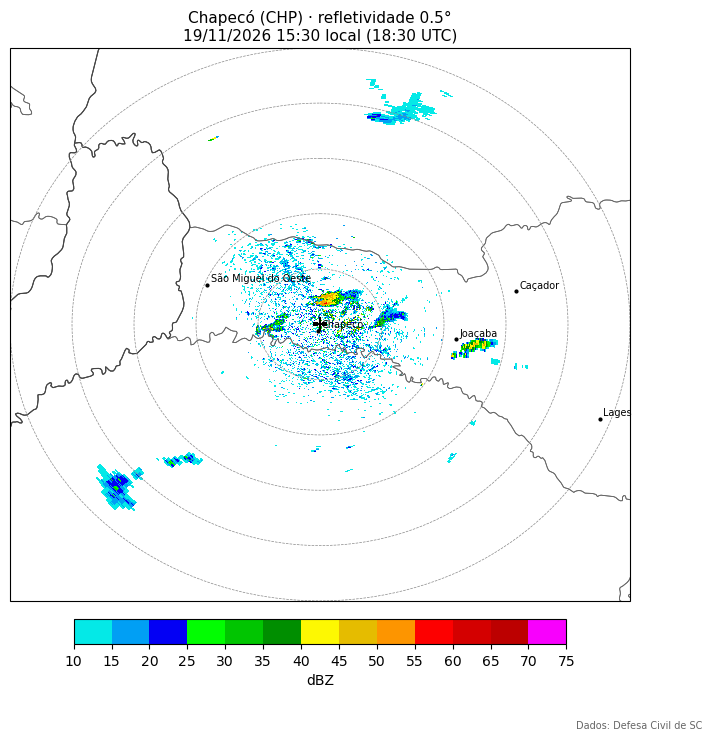 Chapecó (CHP) · refletividade 0.5°
19/11/2026 15:30 local (18:30 UTC)
São Miguel do Oeste
Caçador
Chapecó
Joaçaba
Lages
10 15 20 25 30 35 40 45 50 55 60 65 70 75
dBZ
Dados: Defesa Civil de SC